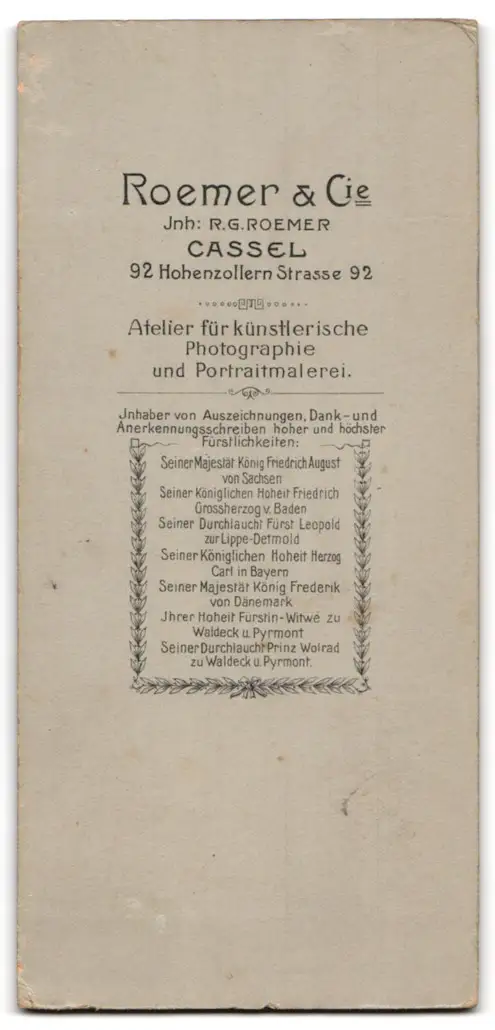 Roemer & Cie
Jnh: R.G. ROEMER
CASSEL
92 Hohenzollern Strasse 92
Atelier für künstlerische
Photographie
und Portraitmalerei.
Jnhaber von Auszeichnungen, Dank- und
Anerkennungsschreiben hoher und höchster
Fürstlichkeiten:
Seiner Majestät König Friedrich August
von Sachsen
Seiner Königlichen Hoheit Friedrich
Grossherzog v. Baden
Seiner Durchlaucht Fürst Leopold
zur Lippe-Detmold
Seiner Königlichen Hoheit Herzog
Carl in Bayern
Seiner Majestät König Frederik
von Dänemark
Jhrer Hoheit Fürstin-Witwe zu
Waldeck u. Pyrmont
Seiner Durchlaucht Prinz Wolrad
zu Waldeck u. Pyrmont.